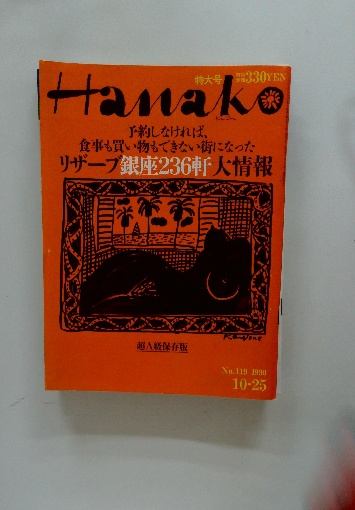 特大号 330YEN
Hanako
予約しなければ、
食事も買い物もできない街になった
リザーブ銀座236軒大情報
超A級保存版
No.119 1990
10・25